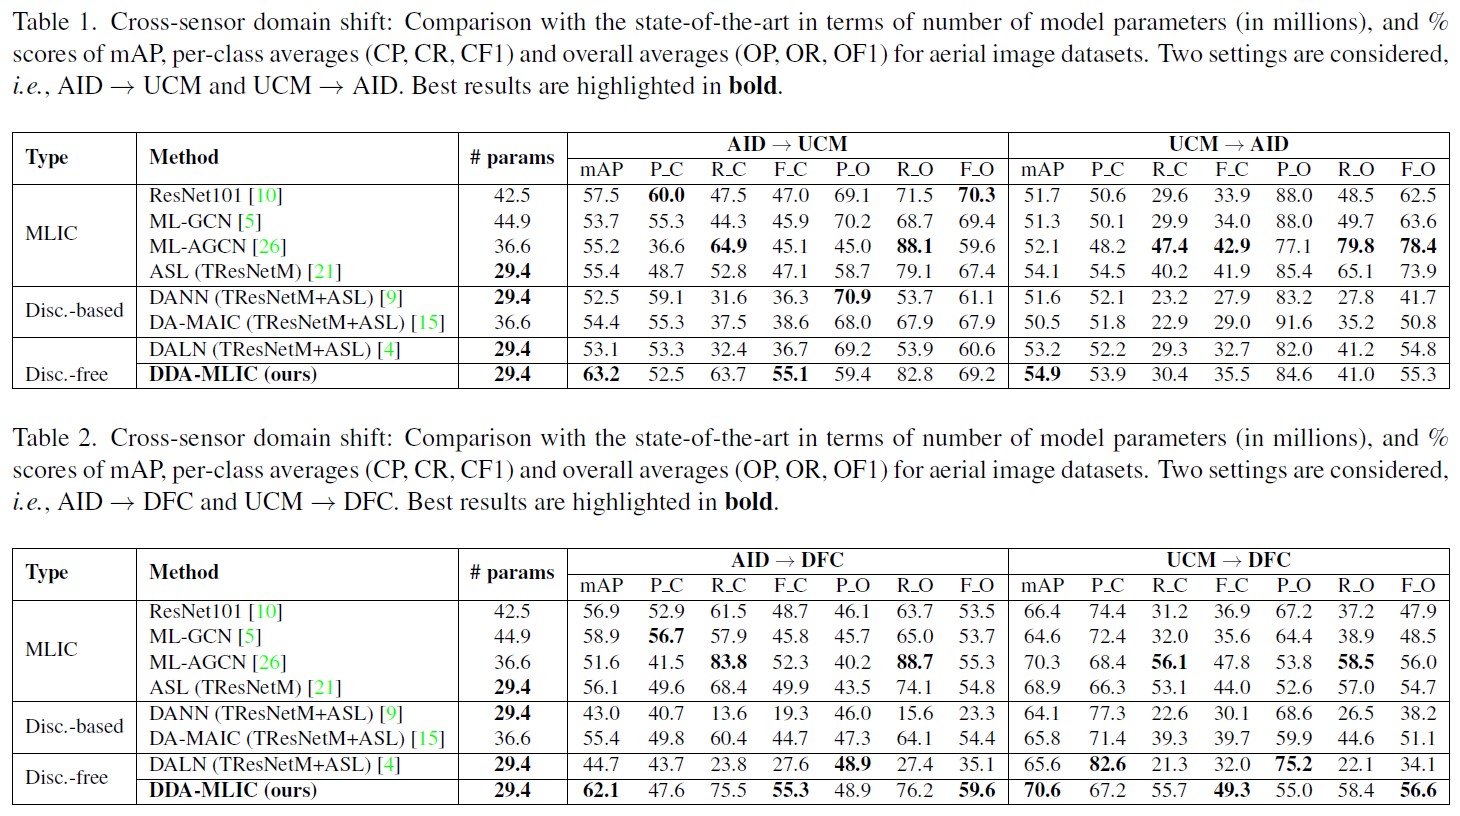 Table 1. Cross-sensor domain shift: Comparison with the state-of-the-art in terms of number of model parameters (in millions), and %
scores of mAP, per-class averages (CP, CR, CF1) and overall averages (OP, OR, OF1) for aerial image datasets. Two settings are considered,
i.e., AID → UCM and UCM → AID. Best results are highlighted in bold.
Type Method # params AID → UCM UCM → AID
mAP P_C R_C F_C P_O R_O F_O mAP P_C R_C F_C P_O R_O F_O
MLIC
ResNet101 [10] 42.5 57.5 60.0 47.5 47.0 69.1 71.5 70.3 51.7 50.6 29.6 33.9 88.0 48.5 62.5
ML-GCN [5] 44.9 53.7 55.3 44.3 45.9 70.2 68.7 69.4 51.3 50.1 29.9 34.0 88.0 49.7 63.6
ML-AGCN [26] 36.6 55.2 36.6 64.9 45.1 45.0 88.1 59.6 52.1 48.2 47.4 42.9 77.1 79.8 78.4
ASL (TResNetM) [21] 29.4 55.4 48.7 52.8 47.1 58.7 79.1 67.4 54.1 54.5 40.2 41.9 85.4 65.1 73.9
Disc.-based
DANN (TResNetM+ASL) [9] 29.4 52.5 59.1 31.6 36.3 70.9 53.7 61.1 51.6 52.1 23.2 27.9 83.2 27.8 41.7
DA-MAIC (TResNetM+ASL) [15] 36.6 54.4 55.3 37.5 38.6 68.0 67.9 67.9 50.5 51.8 22.9 29.0 91.6 35.2 50.8
Disc.-free
DALN (TResNetM+ASL) [4] 29.4 53.1 53.3 32.4 36.7 69.2 53.9 60.6 53.2 52.2 29.3 32.7 82.0 41.2 54.8
DDA-MLIC (ours) 29.4 63.2 52.5 63.7 55.1 59.4 82.8 69.2 54.9 53.9 30.4 35.5 84.6 41.0 55.3
Table 2. Cross-sensor domain shift: Comparison with the state-of-the-art in terms of number of model parameters (in millions), and %
scores of mAP, per-class averages (CP, CR, CF1) and overall averages (OP, OR, OF1) for aerial image datasets. Two settings are considered,
i.e., AID → DFC and UCM → DFC. Best results are highlighted in bold.
Type Method # params AID → DFC UCM → DFC
mAP P_C R_C F_C P_O R_O F_O mAP P_C R_C F_C P_O R_O F_O
MLIC
ResNet101 [10] 42.5 56.9 52.9 61.5 48.7 46.1 63.7 53.5 66.4 74.4 31.2 36.9 67.2 37.2 47.9
ML-GCN [5] 44.9 58.9 56.7 57.9 45.8 45.7 65.0 53.7 64.6 72.4 32.0 35.6 64.4 38.9 48.5
ML-AGCN [26] 36.6 51.6 41.5 83.8 52.3 40.2 88.7 55.3 70.3 68.4 56.1 47.8 53.8 58.5 56.0
ASL (TResNetM) [21] 29.4 56.1 49.6 68.4 49.9 43.5 74.1 54.8 68.9 66.3 53.1 44.0 52.6 57.0 54.7
Disc.-based
DANN (TResNetM+ASL) [9] 29.4 43.0 40.7 13.6 19.3 46.0 15.6 23.3 64.1 77.3 22.6 30.1 68.6 26.5 38.2
DA-MAIC (TResNetM+ASL) [15] 36.6 55.4 49.8 60.4 44.7 47.3 64.1 54.4 65.8 71.4 39.3 39.7 59.9 44.6 51.1
Disc.-free
DALN (TResNetM+ASL) [4] 29.4 44.7 43.7 23.8 27.6 48.9 27.4 35.1 65.6 82.6 21.3 32.0 75.2 22.1 34.1
DDA-MLIC (ours) 29.4 62.1 47.6 75.5 55.3 48.9 76.2 59.6 70.6 67.2 55.7 49.3 55.0 58.4 56.6